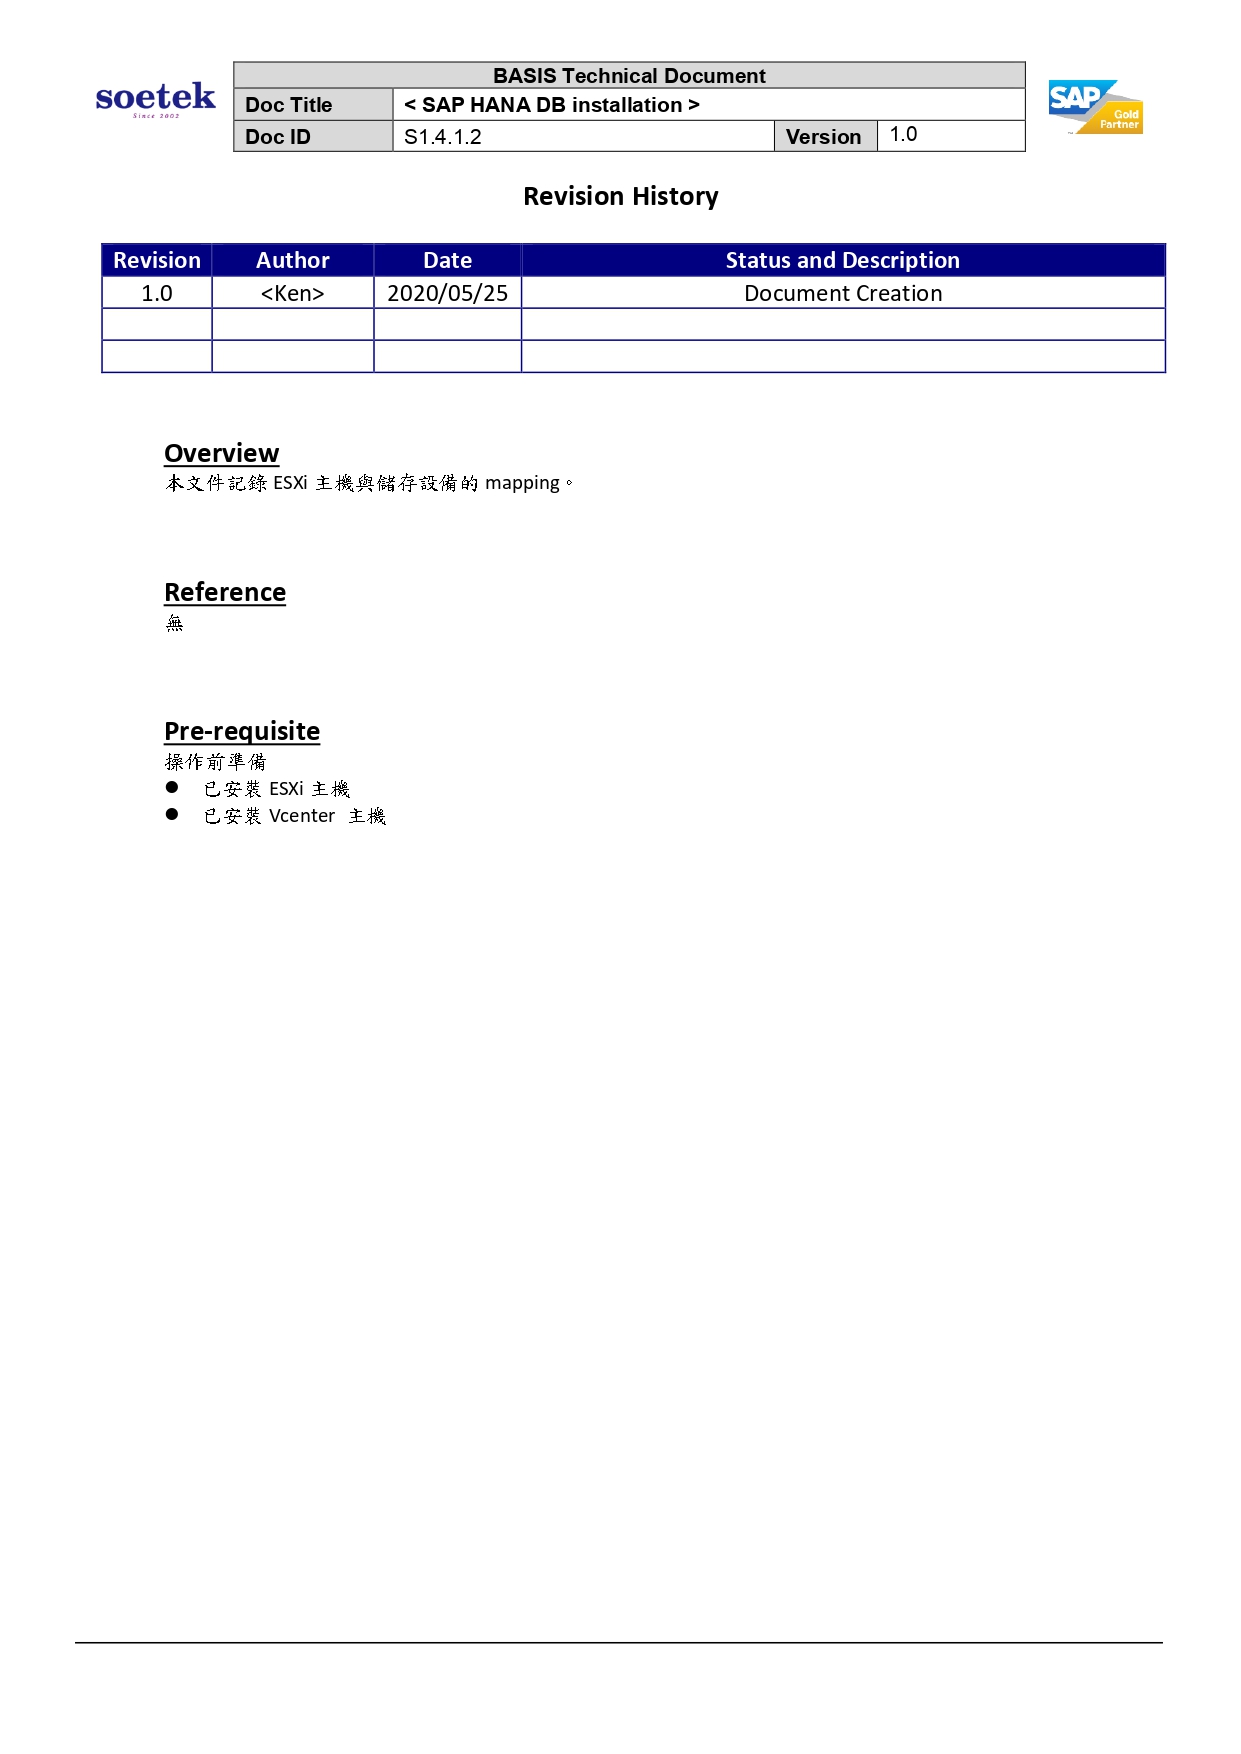 soetek
Since 2002
BASIS Technical Document
Doc Title < SAP HANA DB installation >
Doc ID S1.4.1.2 Version 1.0
SAP
Gold
Partner
Revision History
Revision Author Date Status and Description
1.0 <Ken> 2020/05/25 Document Creation
Overview
本文件記錄 ESXi 主機與儲存設備的 mapping。
Reference
無
Pre-requisite
操作前準備
● 已安裝 ESXi 主機
● 已安裝 Vcenter 主機